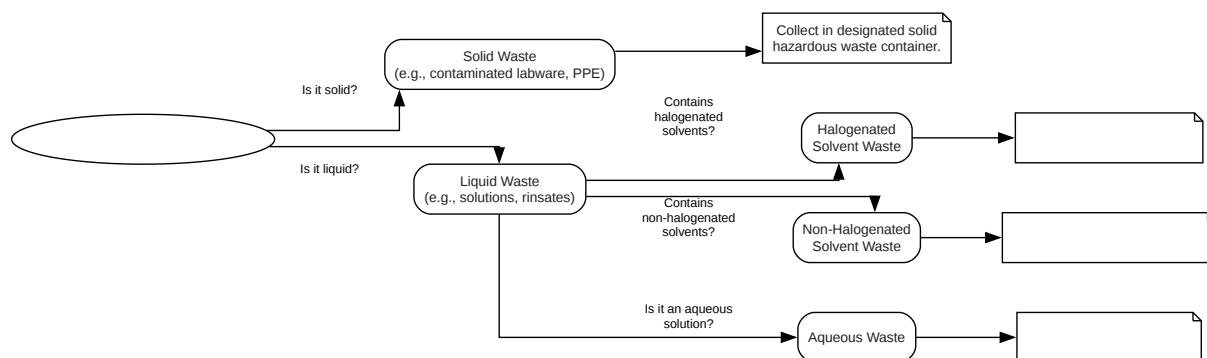 Collect in designated solid
hazardous waste container.
Solid Waste
(e.g., contaminated labware, PPE)
Is it solid?
Contains
halogenated
solvents?
Halogenated
Solvent Waste
Is it liquid?
Liquid Waste
(e.g., solutions, rinsates)
Contains
non-halogenated
solvents?
Non-Halogenated
Solvent Waste
Is it an aqueous
solution?
Aqueous Waste